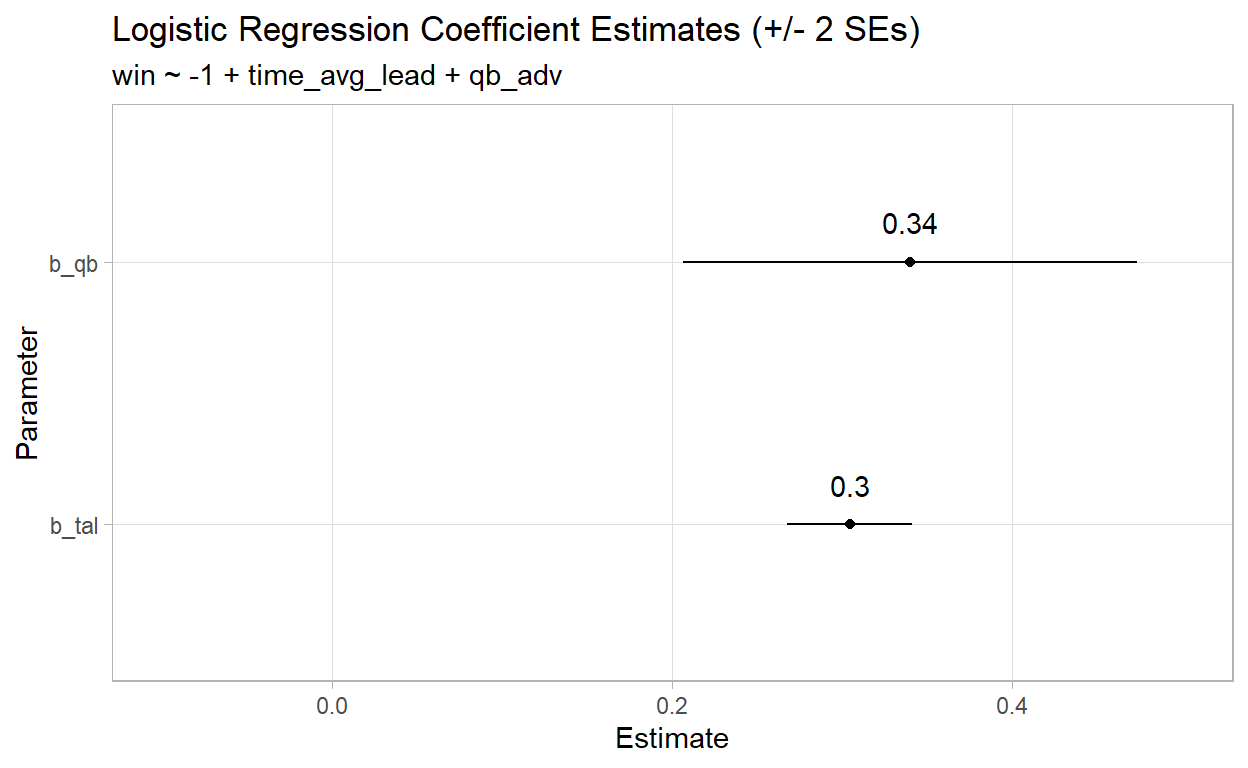 Logistic Regression Coefficient Estimates (+/- 2 SEs)
win ~ -1 + time_avg_lead + qb_adv
0.34
b_qb
Parameter
0.3
b_tal
0.0 0.2 0.4
Estimate